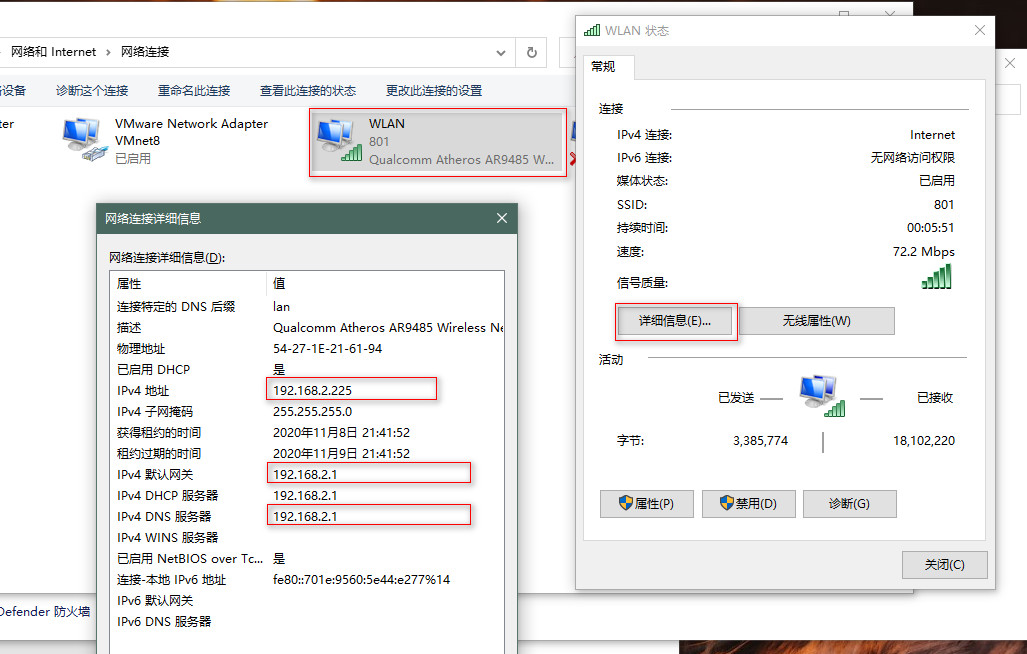 网络和 Internet › 网络连接
诊断这个连接 重命名此连接 查看此连接的状态 更改此连接的设置
VMware Network Adapter
VMnet8
已启用
WLAN
801
Qualcomm Atheros AR9485 W...
网络连接详细信息
网络连接详细信息(D):
属性 值
连接特定的 DNS 后缀 lan
描述 Qualcomm Atheros AR9485 Wireless Ne
物理地址 54-27-1E-21-61-94
已启用 DHCP 是
IPv4 地址 192.168.2.225
IPv4 子网掩码 255.255.255.0
获得租约的时间 2020年11月8日 21:41:52
租约过期的时间 2020年11月9日 21:41:52
IPv4 默认网关 192.168.2.1
IPv4 DHCP 服务器 192.168.2.1
IPv4 DNS 服务器 192.168.2.1
IPv4 WINS 服务器
已启用 NetBIOS over Tc... 是
连接-本地 IPv6 地址 fe80::701e:9560:5e44:e277%14
IPv6 默认网关
IPv6 DNS 服务器
Defender 防火墙
WLAN 状态
常规
连接
IPv4 连接: Internet
IPv6 连接: 无网络访问权限
媒体状态: 已启用
SSID: 801
持续时间: 00:05:51
速度: 72.2 Mbps
信号质量:
详细信息(E)... 无线属性(W)
活动
已发送 已接收
字节: 3,385,774 18,102,220
属性(P) 禁用(D) 诊断(G)
关闭(C)